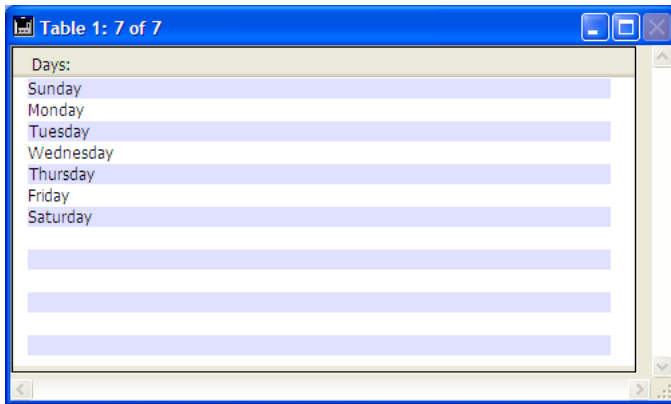 Table 1: 7 of 7
Days:
Sunday
Monday
Tuesday
Wednesday
Thursday
Friday
Saturday